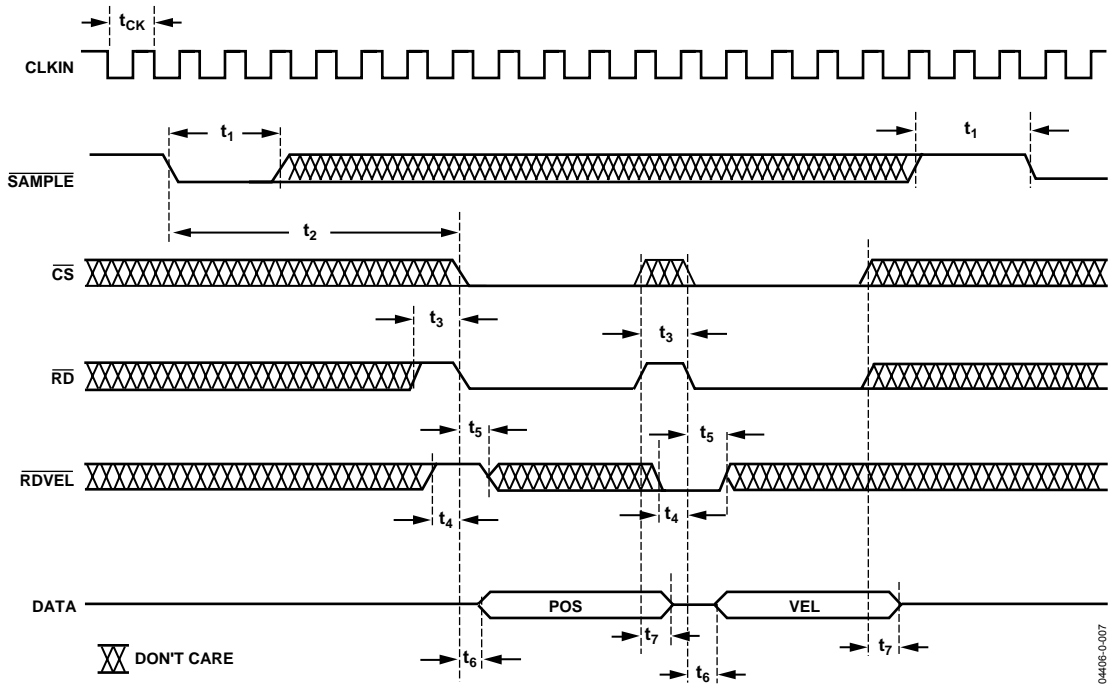 tCK
CLKIN
t1
t1
SAMPLE
t2
CS
t3
t3
RD
t5
t5
RDVEL
t4
t4
DATA
POS
VEL
t7
t7
t6
t6
DON'T CARE
04406-0-007